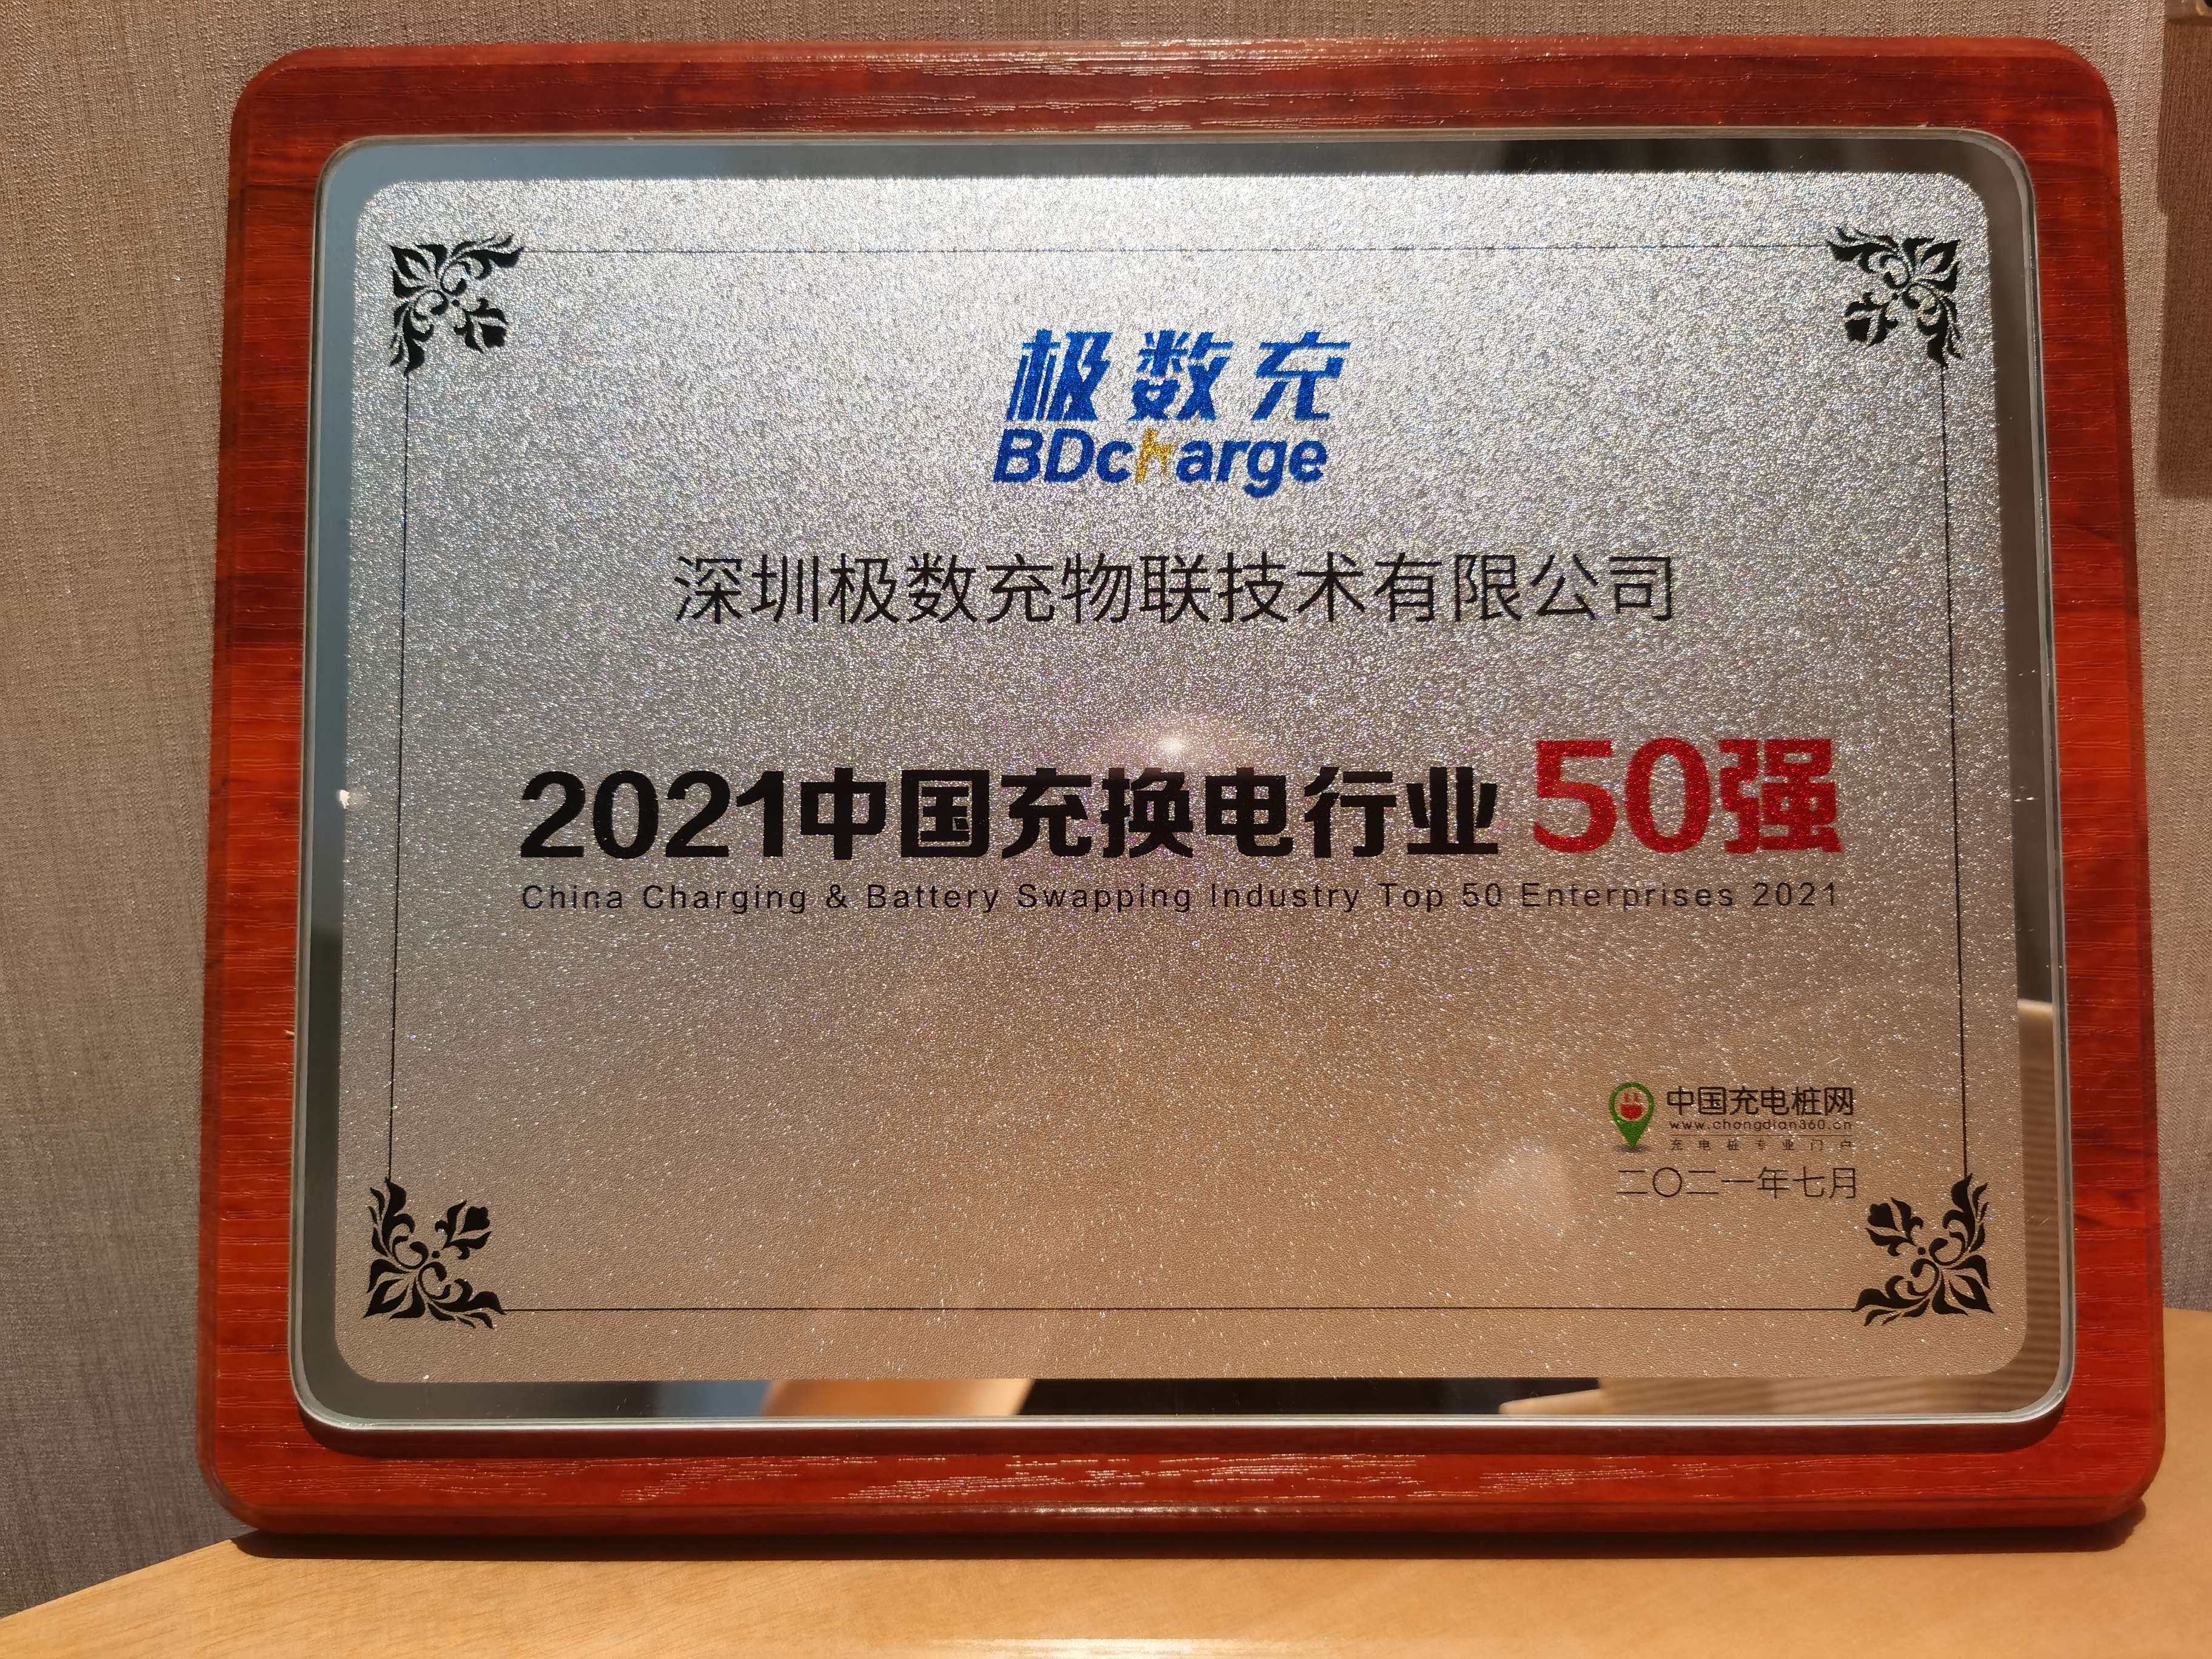 极数充
BDcharge
深圳极数充物联技术有限公司
2021中国充换电行业50强
China Charging & Battery Swapping Industry Top 50 Enterprises 2021
中国充电桩网
www.chongdian360.cn
充电桩专业门户
二〇二一年七月